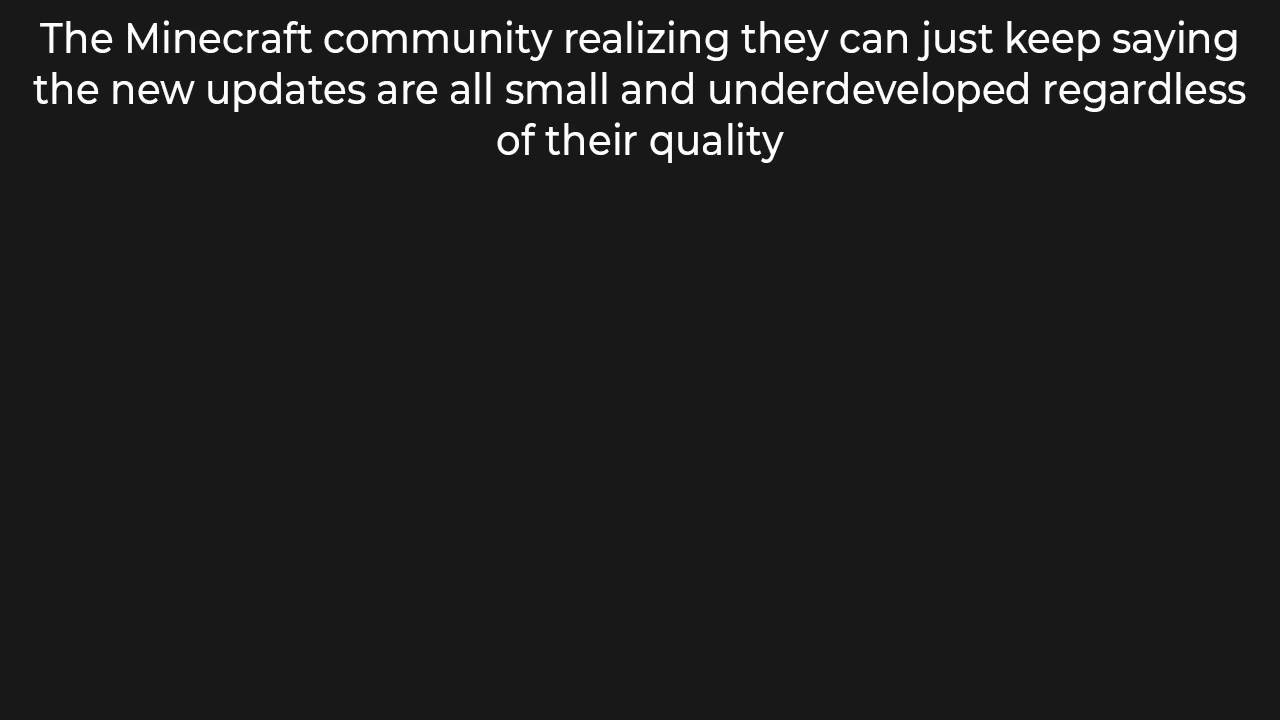 The Minecraft community realizing they can just keep saying
the new updates are all small and underdeveloped regardless
of their quality